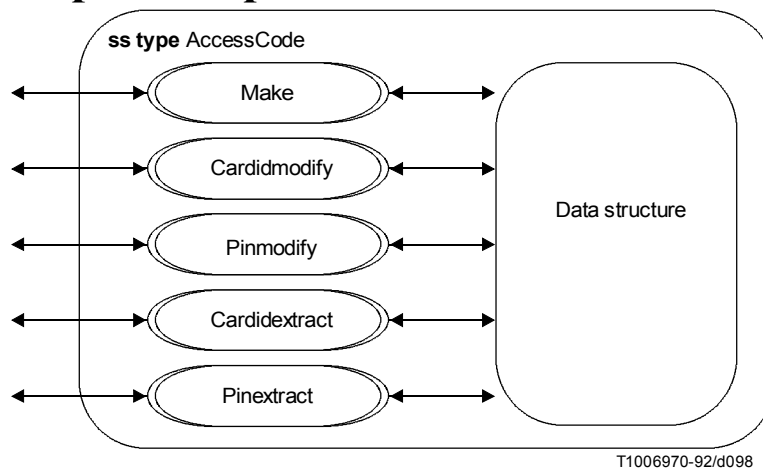 ss type AccessCode
Make
Cardidmodify
Pinmodify
Cardidextract
Pinextract
Data structure
T1006970-92/d098